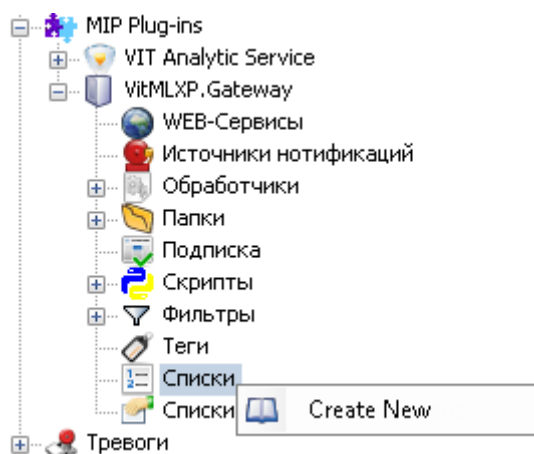 MIP Plug-ins
VIT Analytic Service
VitMLXP.Gateway
WEB-Сервисы
Источники нотификаций
Обработчики
Папки
Подписка
Скрипты
Фильтры
Теги
Списки
Списки
Create New
Тревоги